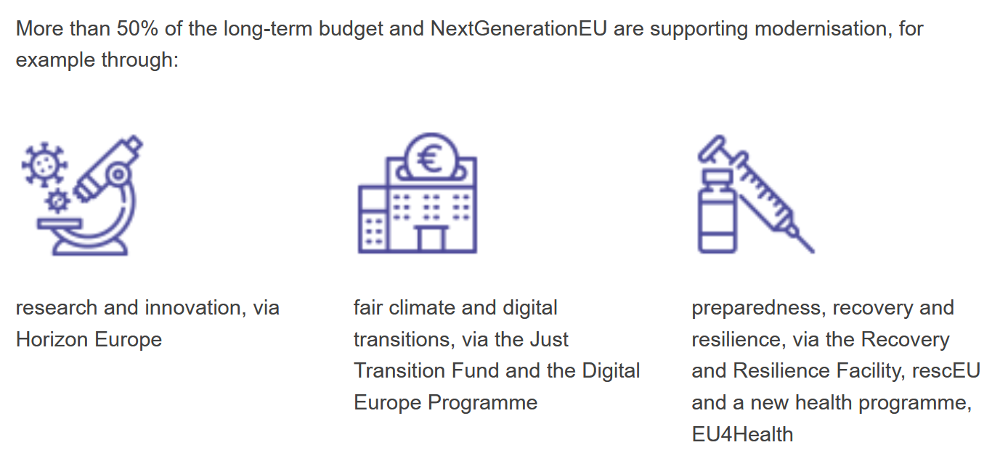 More than 50% of the long-term budget and NextGenerationEU are supporting modernisation, for
example through:
€
research and innovation, via
Horizon Europe
fair climate and digital
transitions, via the Just
Transition Fund and the Digital
Europe Programme
preparedness, recovery and
resilience, via the Recovery
and Resilience Facility, rescEU
and a new health programme,
EU4Health